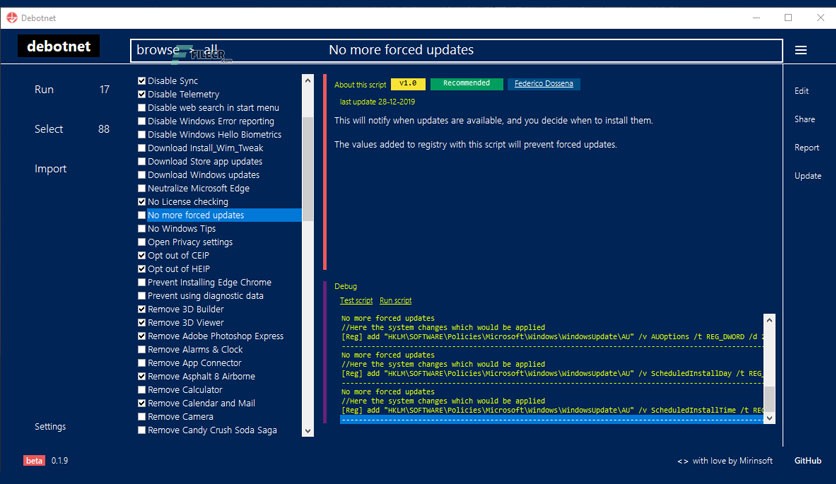 Debotnet
debotnet
browse > all
FILECR
No more forced updates
Run 17
Select 88
Import
Settings
beta 0.1.9
Disable Sync
Disable Telemetry
Disable web search in start menu
Disable Windows Error reporting
Disable Windows Hello Biometrics
Download Install_Wim_Tweak
Download Store app updates
Download Windows updates
Neutralize Microsoft Edge
No License checking
No more forced updates
No Windows Tips
Open Privacy settings
Opt out of CEIP
Opt out of HEIP
Prevent Installing Edge Chrome
Prevent using diagnostic data
Remove 3D Builder
Remove 3D Viewer
Remove Adobe Photoshop Express
Remove Alarms & Clock
Remove App Connector
Remove Asphalt 8 Airborne
Remove Calculator
Remove Calendar and Mail
Remove Camera
Remove Candy Crush Soda Saga
About this script v1.0 Recommended Federico Dossena
last update 28-12-2019
This will notify when updates are available, and you decide when to install them.
The values added to registry with this script will prevent forced updates.
Debug
Test script Run script
No more forced updates
//Here the system changes which would be applied
[Reg] add "HKLM\SOFTWARE\Policies\Microsoft\Windows\WindowsUpdate\AU" /v AUOptions /t REG_DWORD /d 2
No more forced updates
//Here the system changes which would be applied
[Reg] add "HKLM\SOFTWARE\Policies\Microsoft\Windows\WindowsUpdate\AU" /v ScheduledInstallDay /t REG_
No more forced updates
//Here the system changes which would be applied
[Reg] add "HKLM\SOFTWARE\Policies\Microsoft\Windows\WindowsUpdate\AU" /v ScheduledInstallTime /t REG
Edit
Share
Report
Update
<> with love by Mirinsoft
GitHub